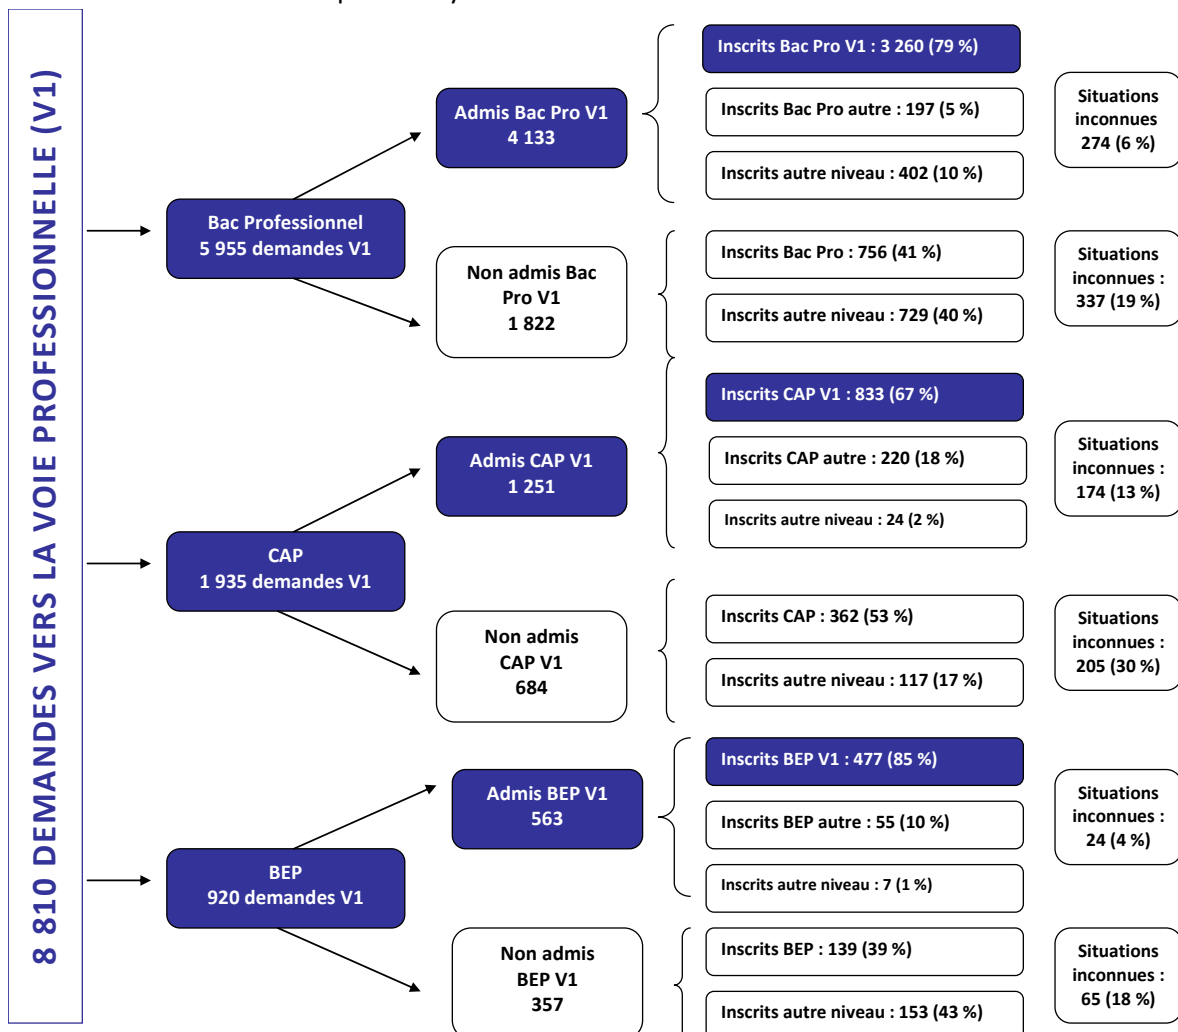 8 810 DEMANDES VERS LA VOIE PROFESSIONNELLE (V1)
Bac Professionnel
5 955 demandes V1
Admis Bac Pro V1
4 133
Inscrits Bac Pro V1 : 3 260 (79 %)
Inscrits Bac Pro autre : 197 (5 %)
Inscrits autre niveau : 402 (10 %)
Situations
inconnues
274 (6 %)
Non admis Bac
Pro V1
1 822
Inscrits Bac Pro : 756 (41 %)
Inscrits autre niveau : 729 (40 %)
Situations
inconnues :
337 (19 %)
CAP
1 935 demandes V1
Admis CAP V1
1 251
Inscrits CAP V1 : 833 (67 %)
Inscrits CAP autre : 220 (18 %)
Inscrits autre niveau : 24 (2 %)
Situations
inconnues :
174 (13 %)
Non admis
CAP V1
684
Inscrits CAP : 362 (53 %)
Inscrits autre niveau : 117 (17 %)
Situations
inconnues :
205 (30 %)
BEP
920 demandes V1
Admis BEP V1
563
Inscrits BEP V1 : 477 (85 %)
Inscrits BEP autre : 55 (10 %)
Inscrits autre niveau : 7 (1 %)
Situations
inconnues :
24 (4 %)
Non admis
BEP V1
357
Inscrits BEP : 139 (39 %)
Inscrits autre niveau : 153 (43 %)
Situations
inconnues :
65 (18 %)